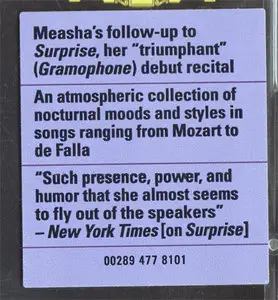 Measha's follow-up to
Surprise, her "triumphant"
(Gramophone) debut recital
An atmospheric collection of
nocturnal moods and styles in
songs ranging from Mozart to
de Falla
"Such presence, power, and
humor that she almost seems
to fly out of the speakers"
– New York Times [on Surprise]
00289 477 8101